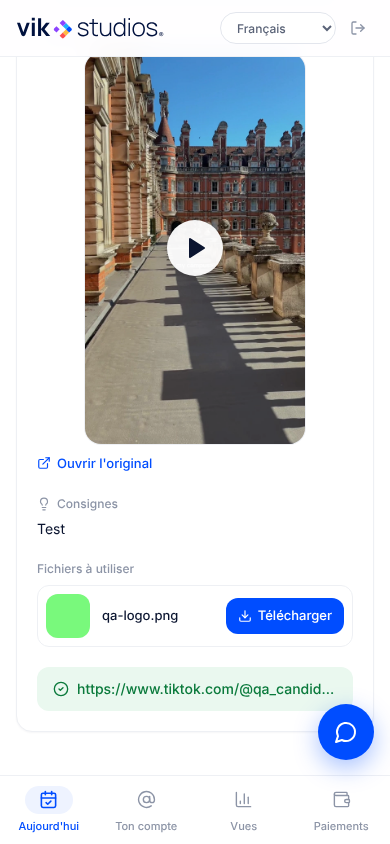 vik studios.
Français
Ouvrir l'original
Consignes
Test
Fichiers à utiliser
qa-logo.png
Télécharger
https://www.tiktok.com/@qa_candid...
Aujourd'hui
Ton compte
Vues
Paiements